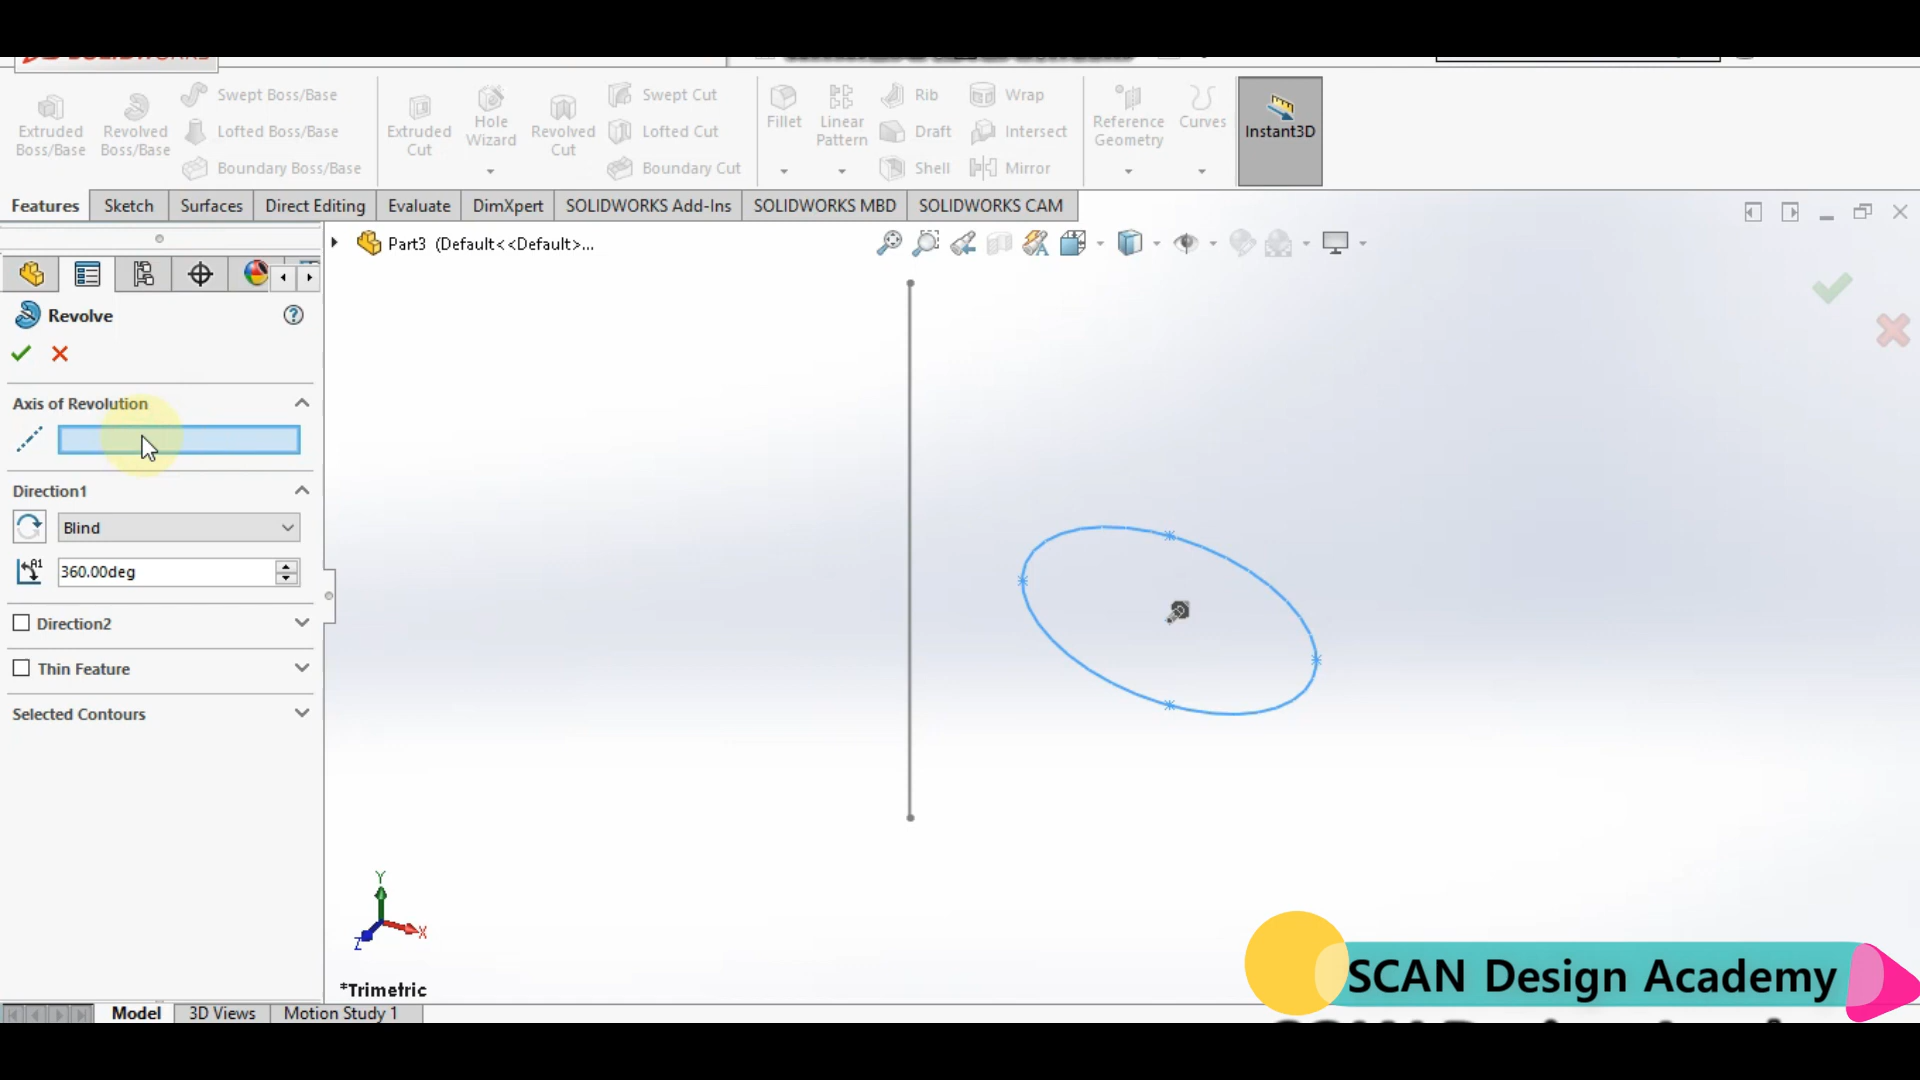 SOLIDWORKS
Extruded Boss/Base
Revolved Boss/Base
Swept Boss/Base
Lofted Boss/Base
Boundary Boss/Base
Extruded Cut
Hole Wizard
Revolved Cut
Swept Cut
Lofted Cut
Boundary Cut
Fillet
Linear Pattern
Rib
Draft
Shell
Wrap
Intersect
Mirror
Reference Geometry
Curves
Instant3D
Features
Sketch
Surfaces
Direct Editing
Evaluate
DimXpert
SOLIDWORKS Add-Ins
SOLIDWORKS MBD
SOLIDWORKS CAM
Part3 (Default<<Default>...
Revolve
Axis of Revolution
Direction1
Blind
A1
360.00deg
Direction2
Thin Feature
Selected Contours
Y
X
Z
*Trimetric
SCAN Design Academy
Model
3D Views
Motion Study 1